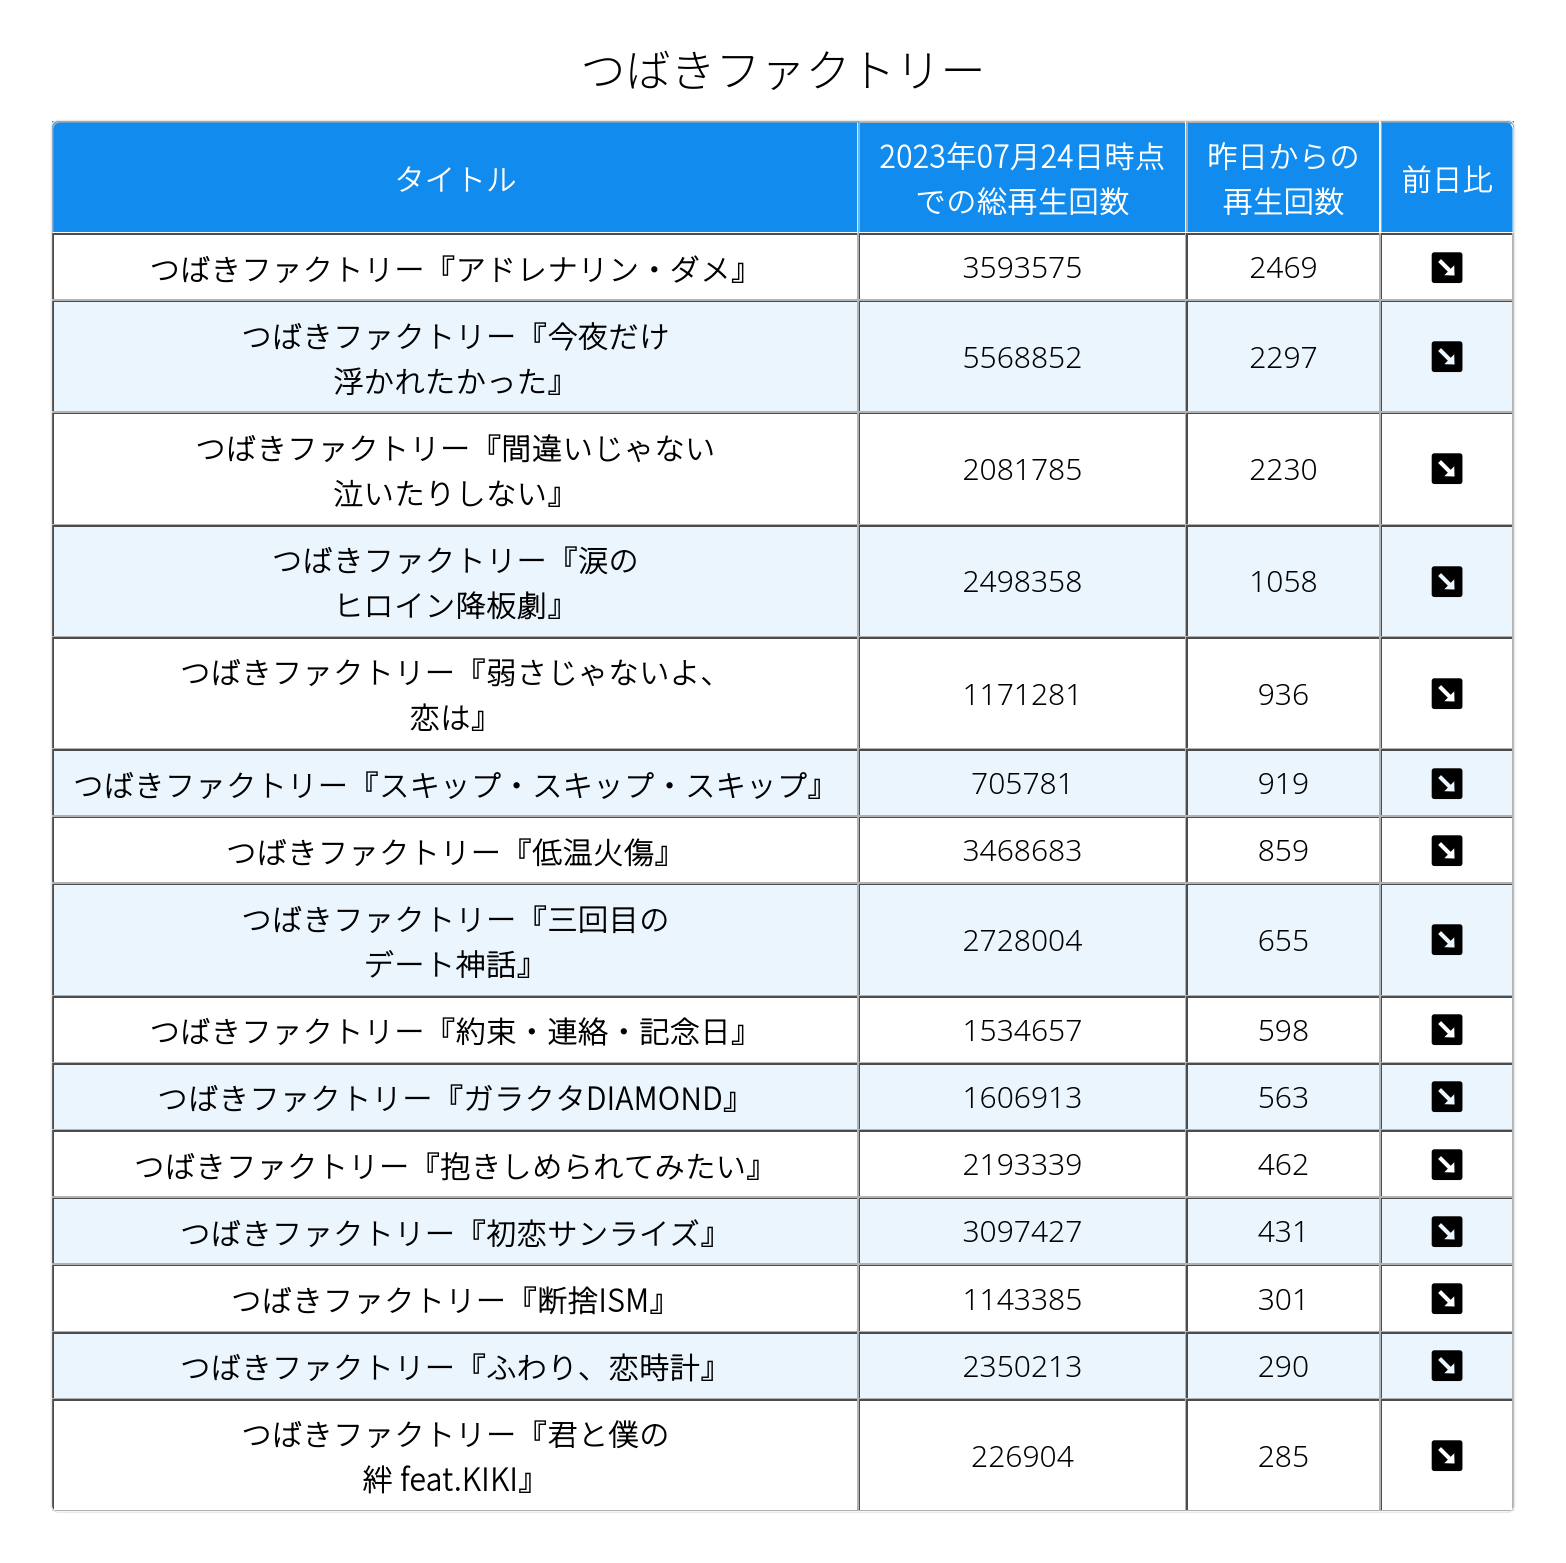 つばきファクトリー
タイトル
2023年07月24日時点
での総再生回数
昨日からの
再生回数
前日比
つばきファクトリー『アドレナリン・ダメ』 3593575 2469
つばきファクトリー『今夜だけ
浮かれたかった』
5568852 2297
つばきファクトリー『間違いじゃない
泣いたりしない』
2081785 2230
つばきファクトリー『涙の
ヒロイン降板劇』
2498358 1058
つばきファクトリー『弱さじゃないよ、
恋は』
1171281 936
つばきファクトリー『スキップ・スキップ・スキップ』 705781 919
つばきファクトリー『低温火傷』 3468683 859
つばきファクトリー『三回目の
デート神話』
2728004 655
つばきファクトリー『約束・連絡・記念日』 1534657 598
つばきファクトリー『ガラクタDIAMOND』 1606913 563
つばきファクトリー『抱きしめられてみたい』 2193339 462
つばきファクトリー『初恋サンライズ』 3097427 431
つばきファクトリー『断捨ISM』 1143385 301
つばきファクトリー『ふわり、恋時計』 2350213 290
つばきファクトリー『君と僕の
絆 feat.KIKI』
226904 285